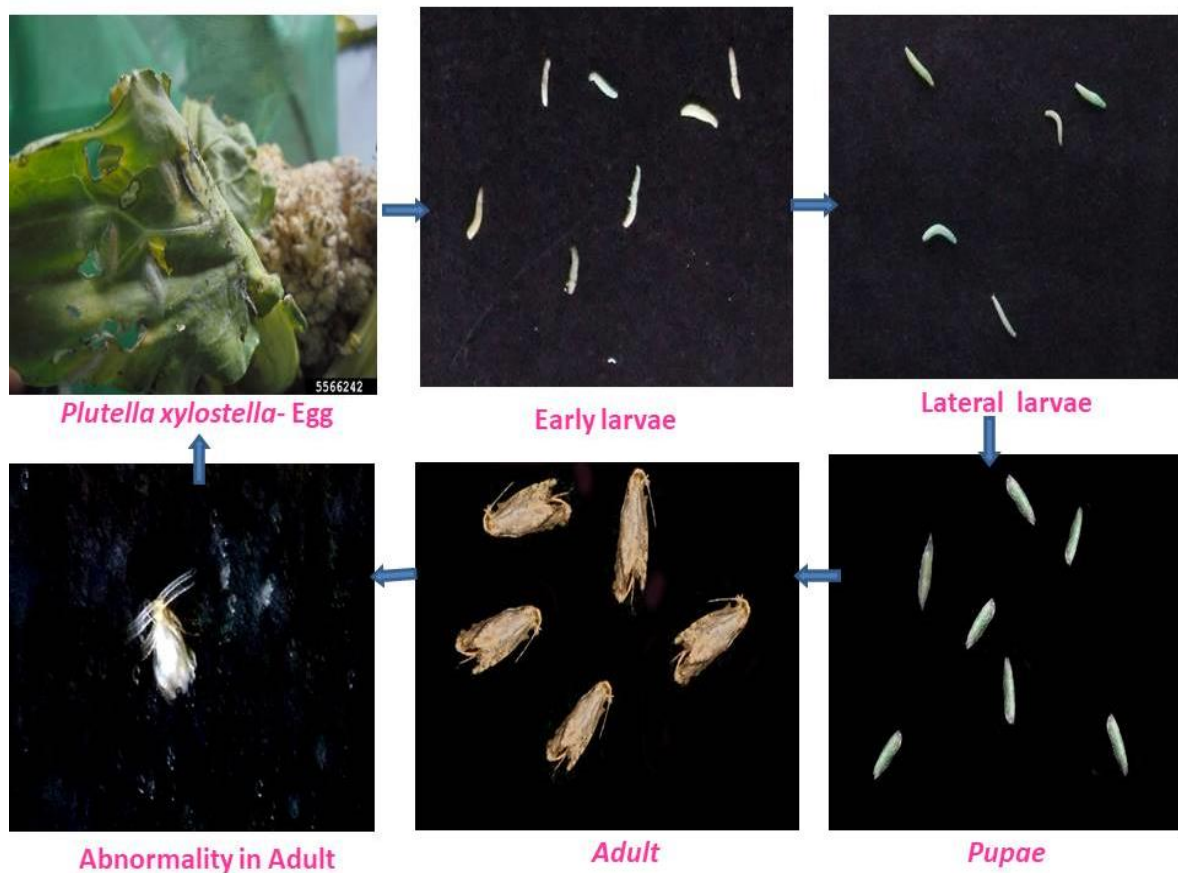 5566242
Plutella xylostella- Egg
Early larvae
Lateral larvae
Abnormality in Adult
Adult
Pupae